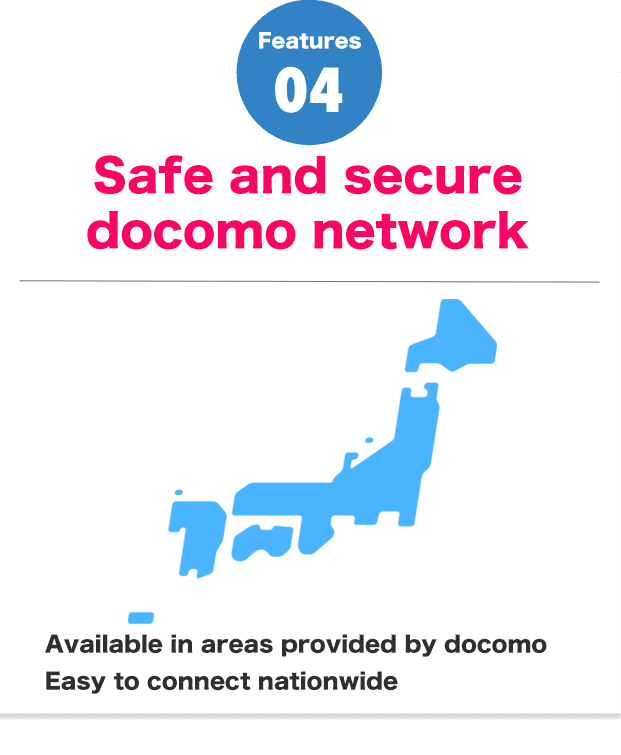 Features
04
Safe and secure
docomo network
Available in areas provided by docomo
Easy to connect nationwide